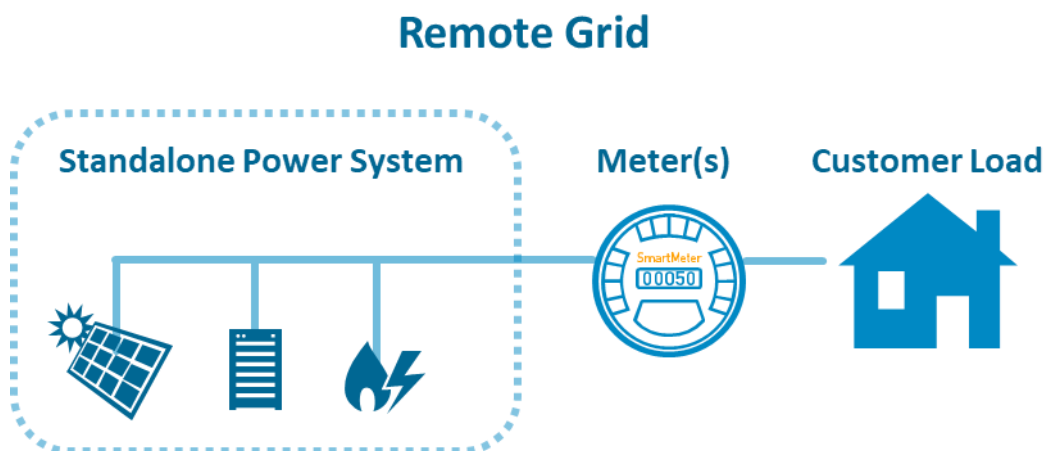 Remote Grid
Standalone Power System
Meter(s)
Customer Load
SmartMeter
00050